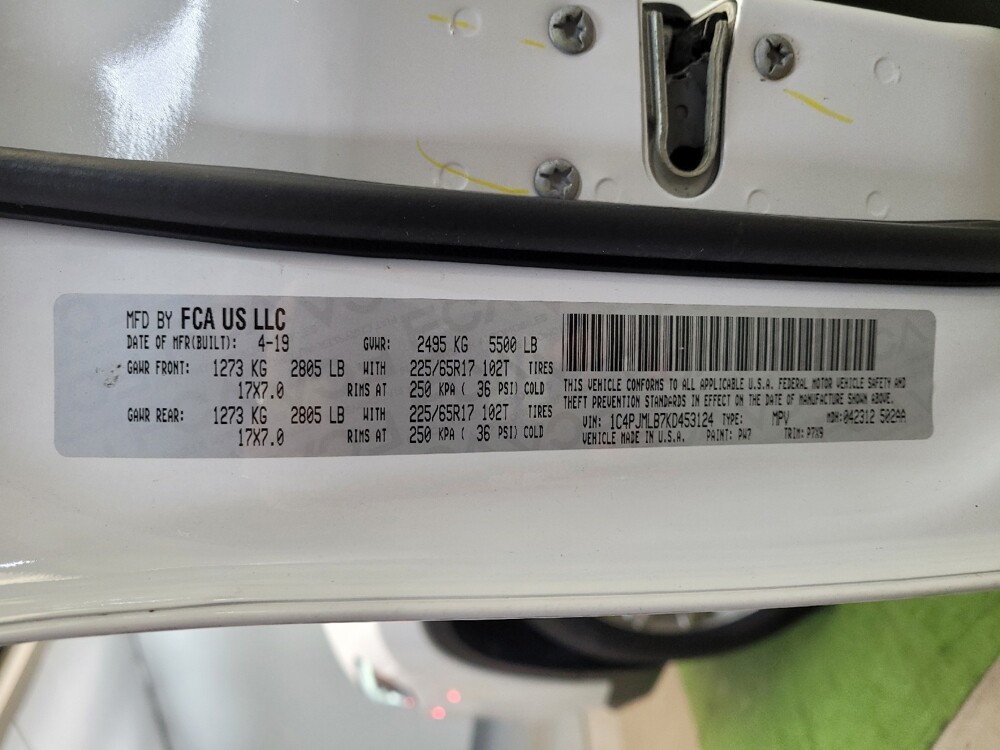 MFD BY FCA US LLC
DATE OF MFR(BUILT): 4-19 GVWR: 2495 KG 5500 LB
GAWR FRONT: 1273 KG 2805 LB WITH 225/65R17 102T TIRES
17X7.0 RIMS AT 250 KPA ( 36 PSI) COLD
GAWR REAR: 1273 KG 2805 LB WITH 225/65R17 102T TIRES
17X7.0 RIMS AT 250 KPA ( 36 PSI) COLD
THIS VEHICLE CONFORMS TO ALL APPLICABLE U.S.A. FEDERAL MOTOR VEHICLE SAFETY AND
THEFT PREVENTION STANDARDS IN EFFECT ON THE DATE OF MANUFACTURE SHOWN ABOVE.
VIN: 1C4PJMLB7KD453124 TYPE: MPV MDH: 042312 502AA
VEHICLE MADE IN U.S.A. PAINT: PW7 TRIM: P7X9